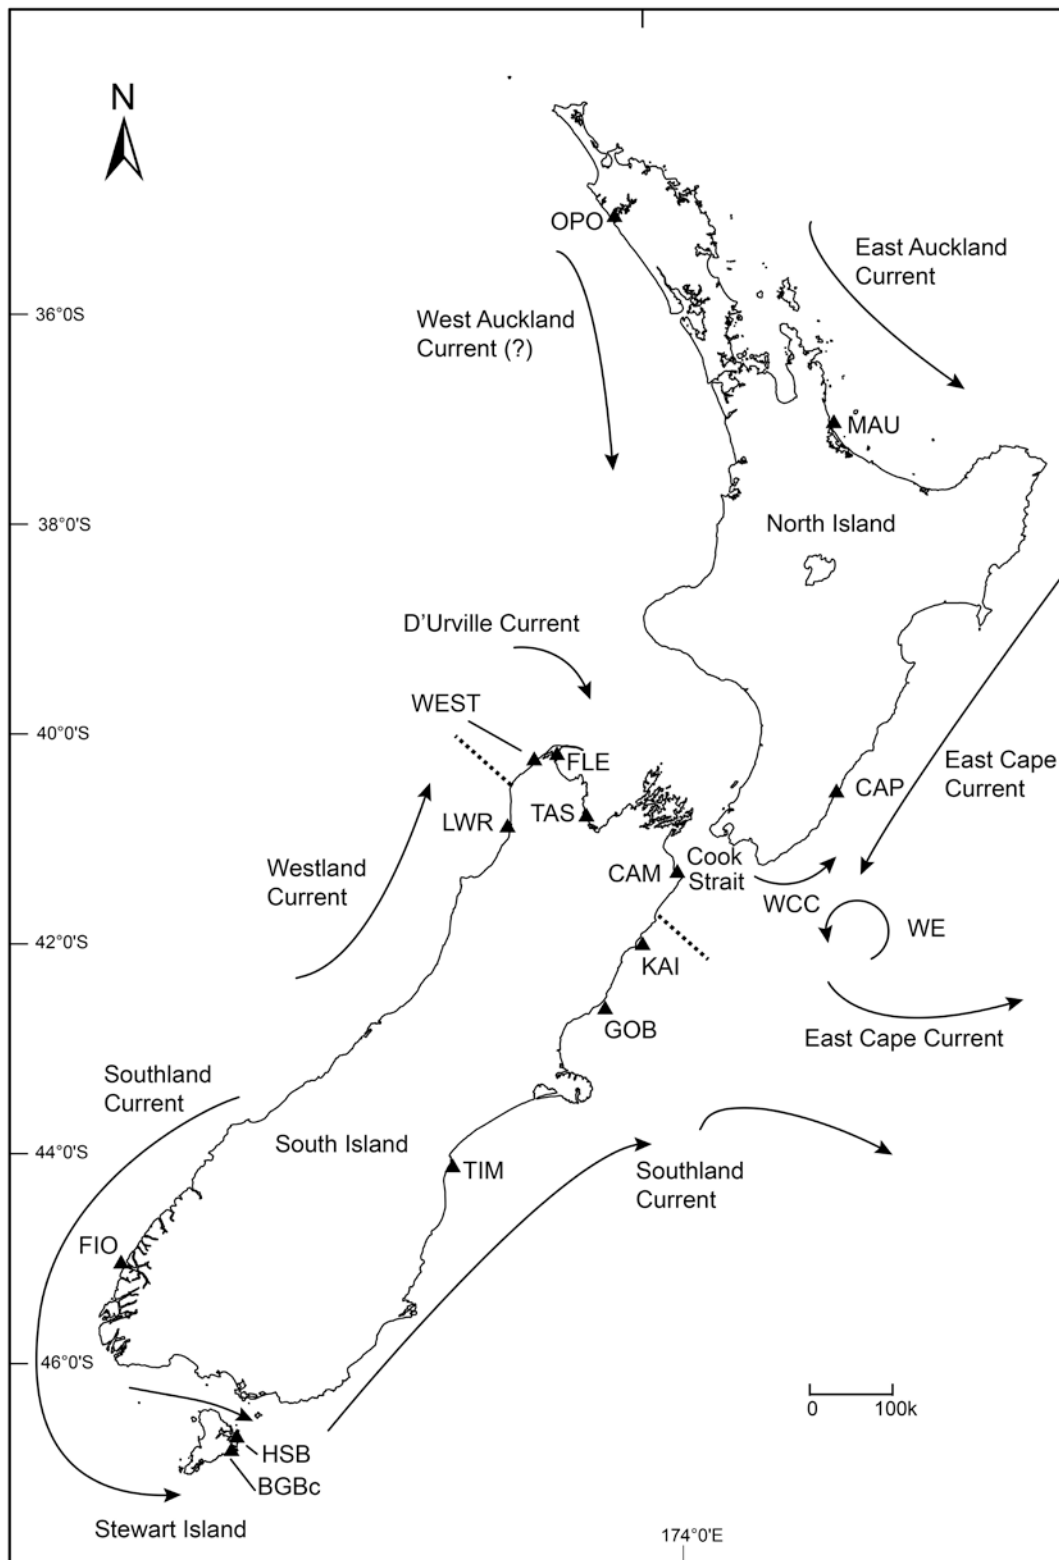 N
OPO
East Auckland
Current
36°0'S
West Auckland
Current (?)
MAU
38°0'S
North Island
D'Urville Current
WEST
40°0'S
FLE
East Cape
Current
CAP
TAS
LWR
Cook
Strait
CAM
Westland
Current
WCC
WE
42°0'S
KAI
GOB
East Cape Current
Southland
Current
South Island
44°0'S
TIM
Southland
Current
FIO
46°0'S
0 100k
HSB
BGBc
Stewart Island
174°0'E